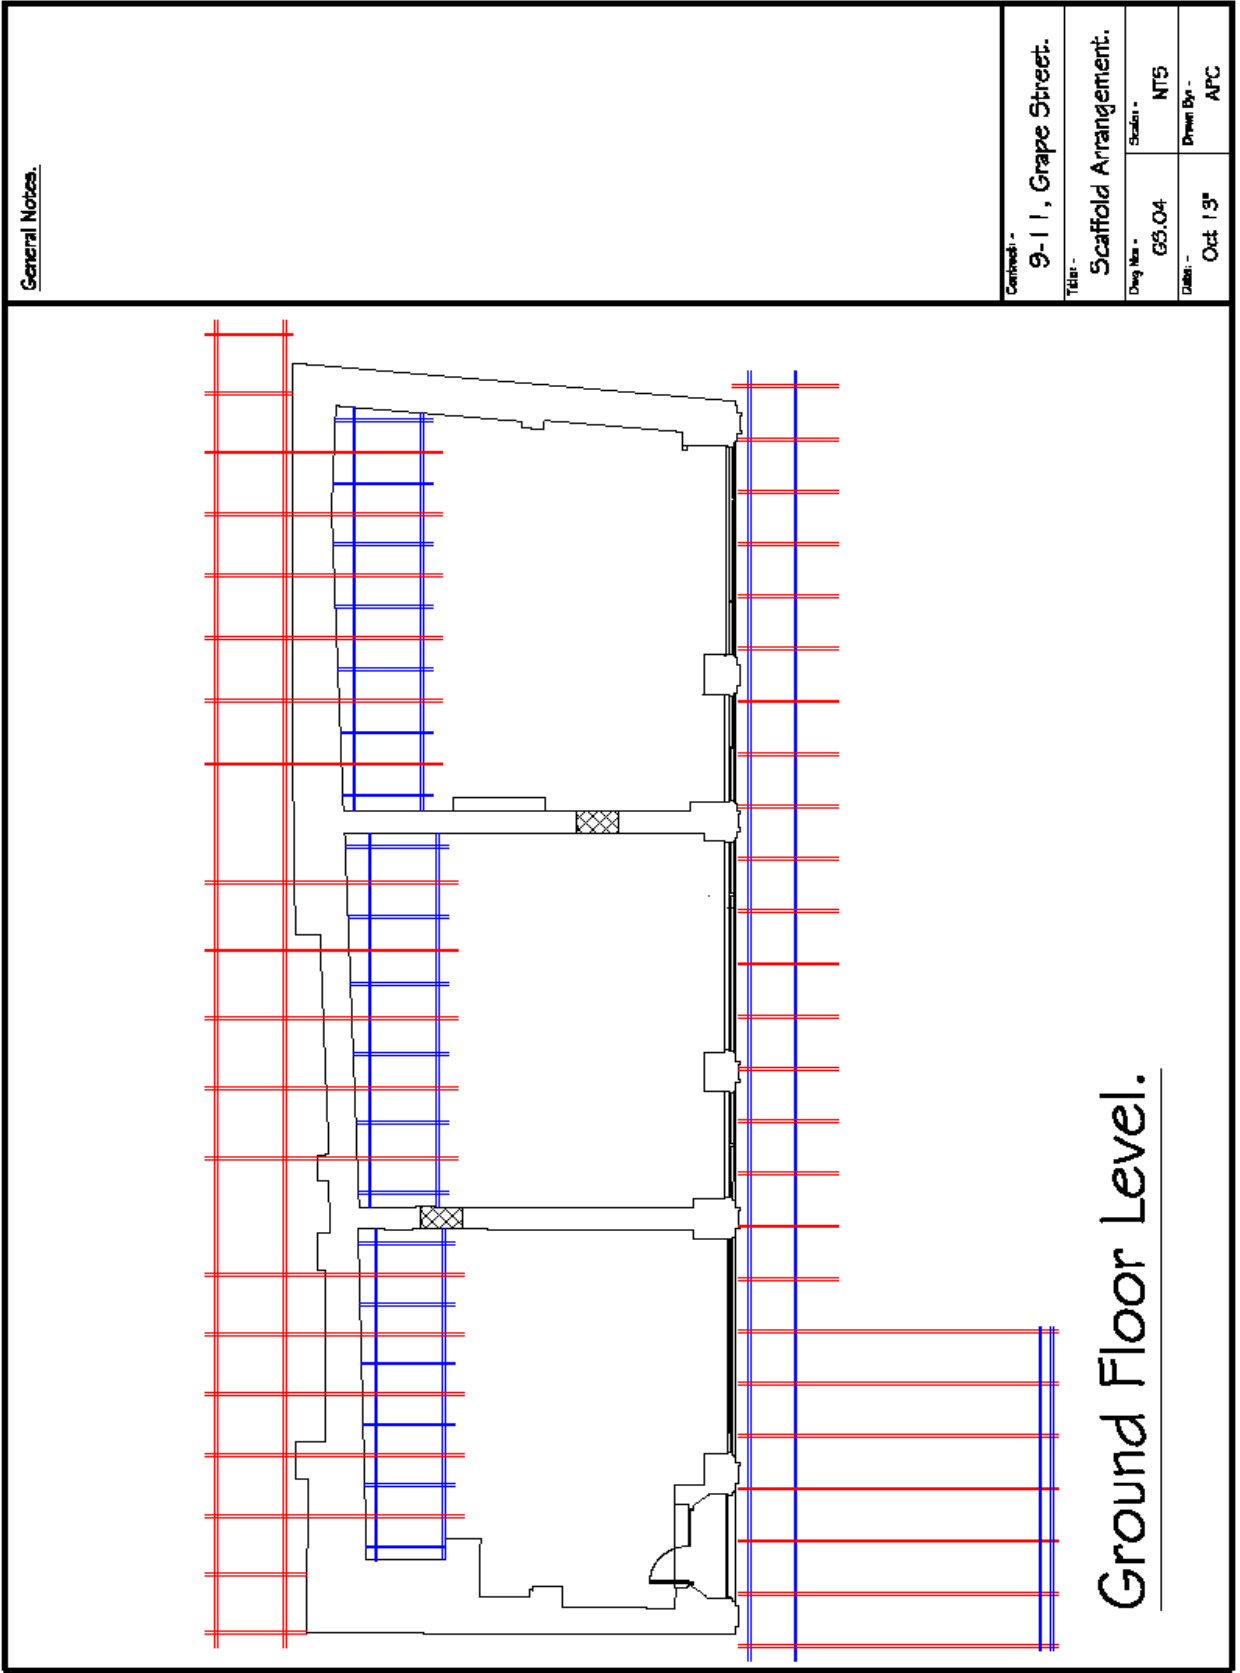 General Notes.
Contract: -
9-11, Grape Street.
Title: -
Scaffold Arrangement.
Dwg No: -
GS.04
Scale: -
NTS
Date: -
Oct 13"
Drawn By: -
APC
Ground Floor Level.